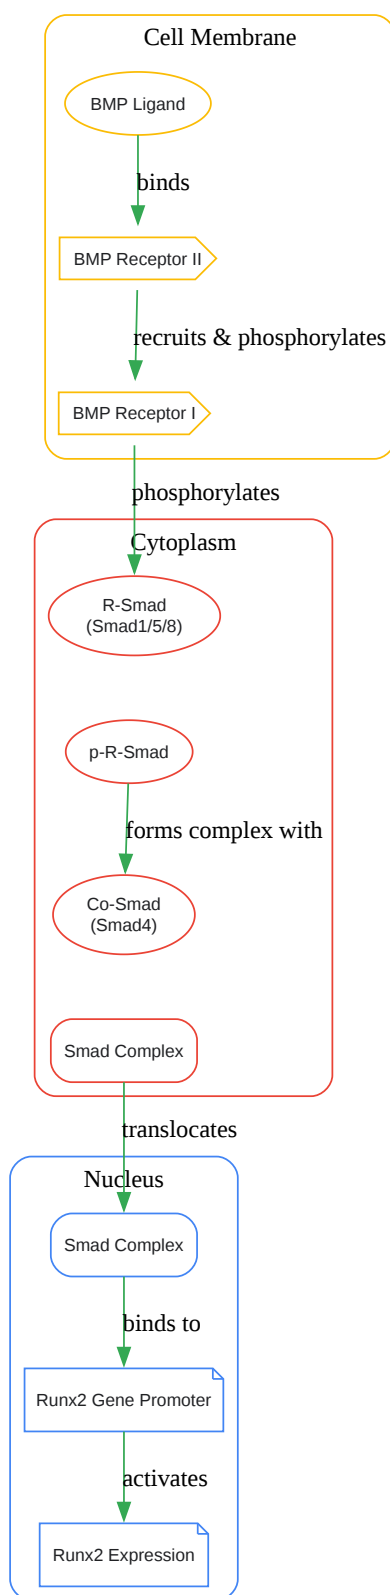 Cell Membrane
BMP Ligand
binds
BMP Receptor II
recruits & phosphorylates
BMP Receptor I
phosphorylates
Cytoplasm
R-Smad
(Smad1/5/8)
p-R-Smad
forms complex with
Co-Smad
(Smad4)
Smad Complex
translocates
Nucleus
Smad Complex
binds to
Runx2 Gene Promoter
activates
Runx2 Expression